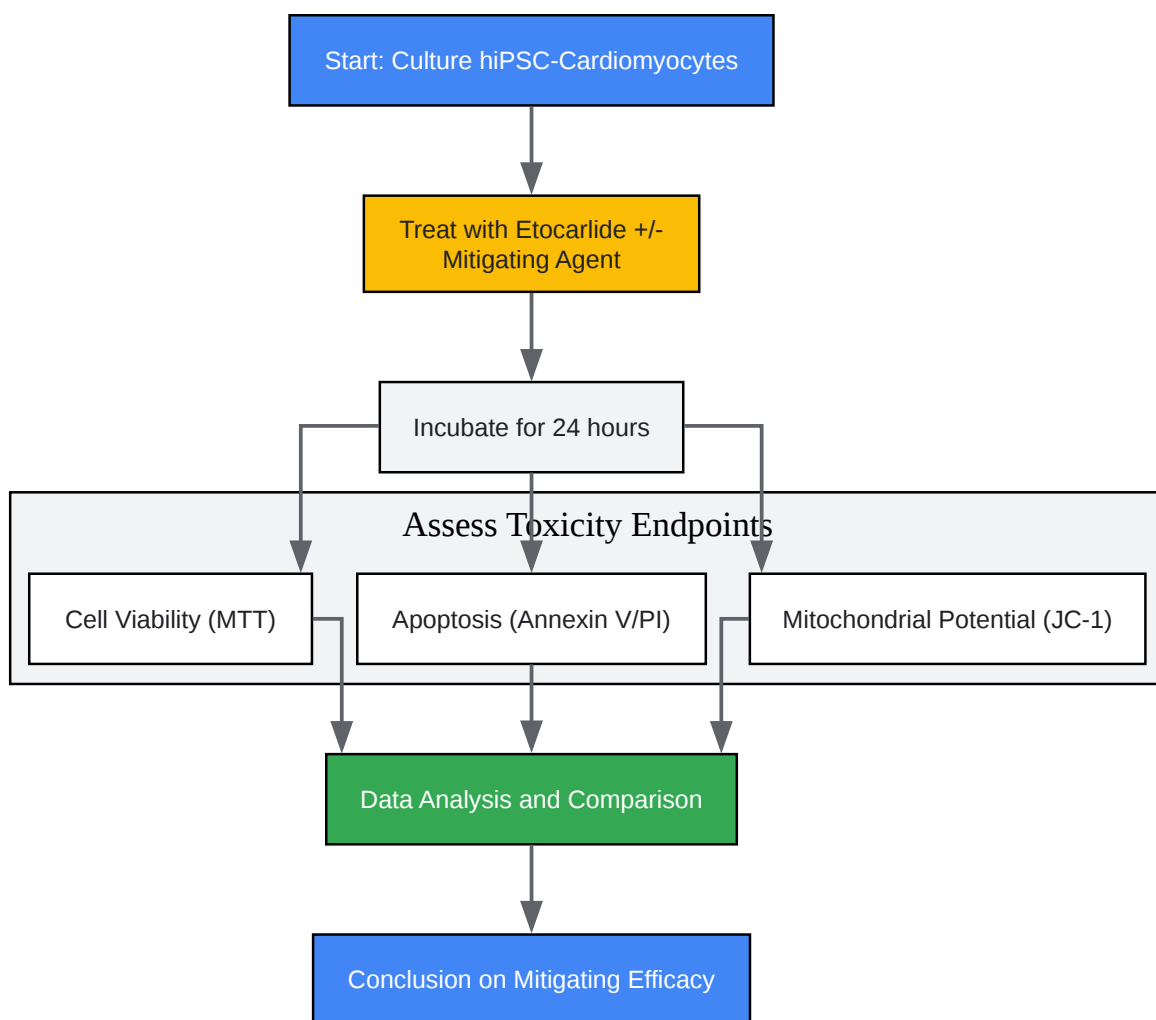 Start: Culture hiPSC-Cardiomyocytes
Treat with Etocarlide +/-
Mitigating Agent
Incubate for 24 hours
Assess Toxicity Endpoints
Cell Viability (MTT)
Apoptosis (Annexin V/PI)
Mitochondrial Potential (JC-1)
Data Analysis and Comparison
Conclusion on Mitigating Efficacy